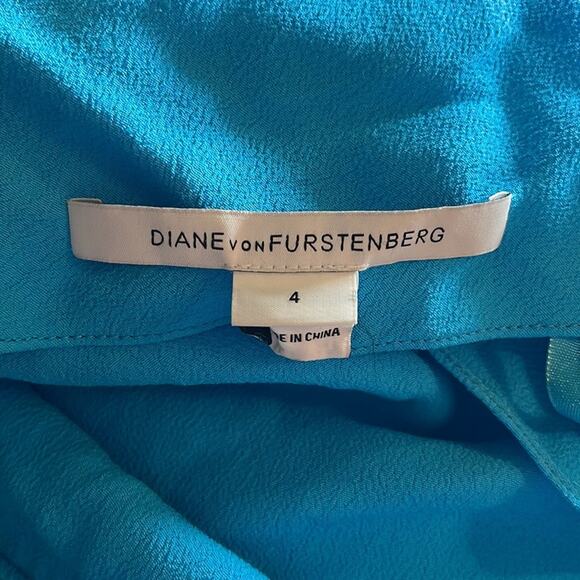 DIANE VON FURSTENBERG
4
E IN CHINA